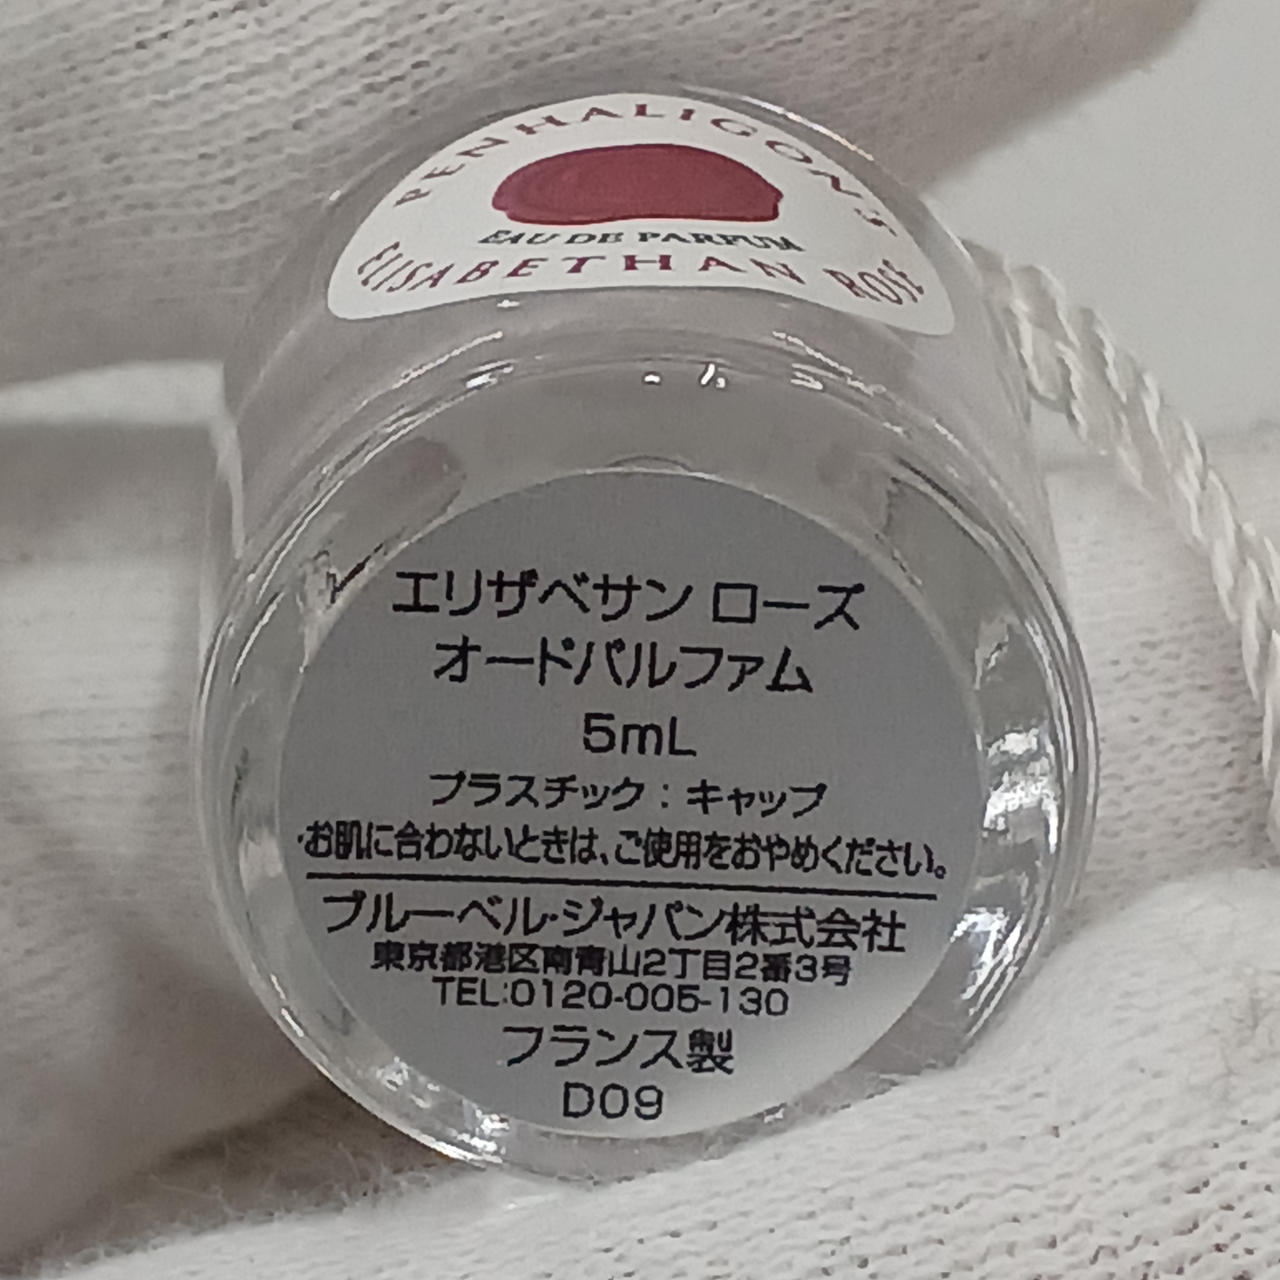 PENHALIGON'S
EAU DE PARFUM
ELISABETHAN ROSE
エリザベサン ローズ
オードパルファム
5mL
プラスチック：キャップ
・お肌に合わないときは、ご使用をおやめください。
ブルーベル・ジャパン株式会社
東京都港区南青山2丁目2番3号
TEL:0120-005-130
フランス製
D09